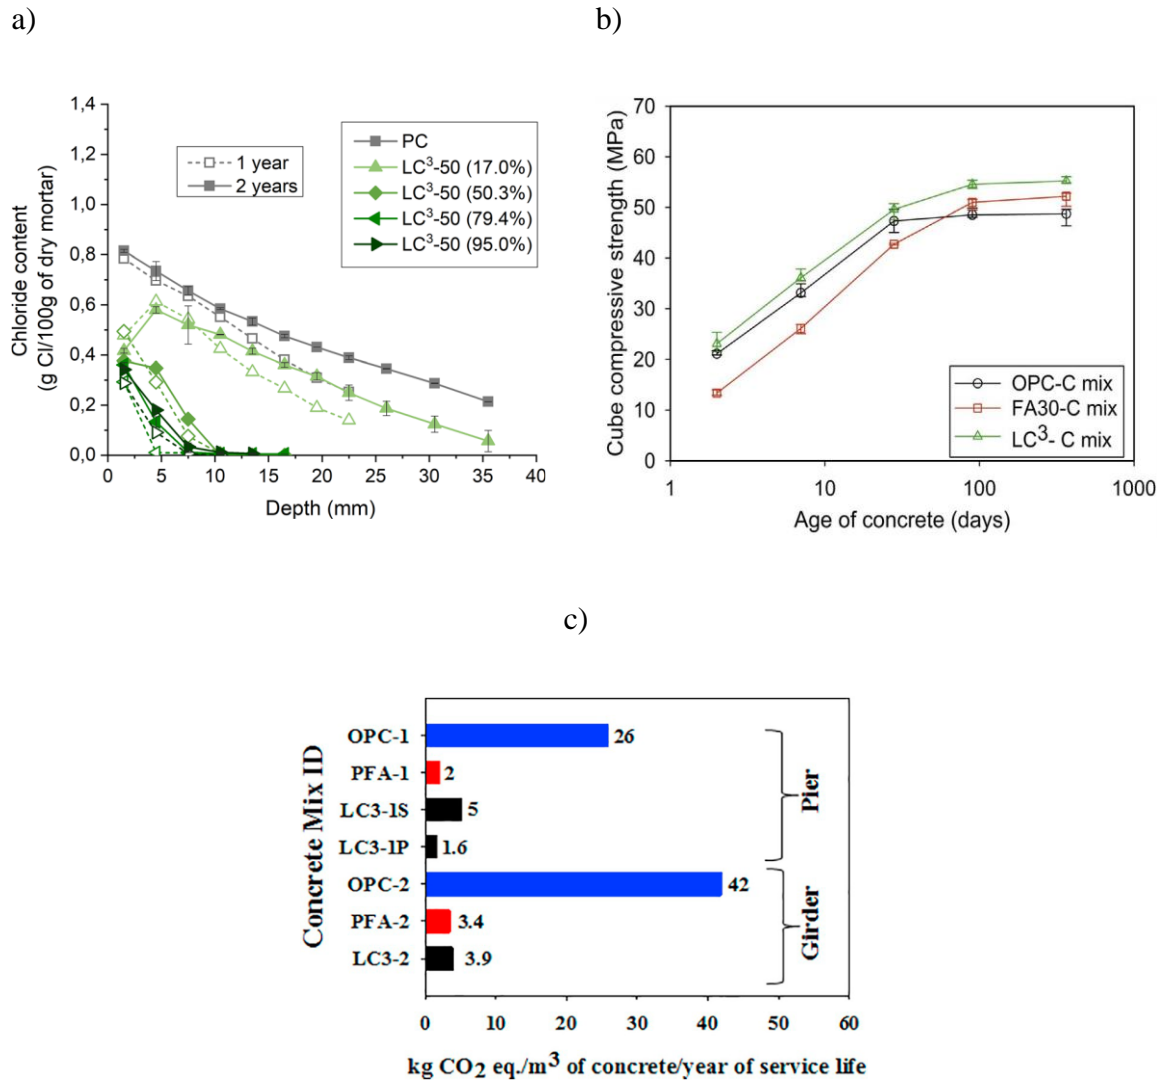 a)
b)
1,4
1,2
1,0
0,8
0,6
0,4
0,2
0,0
0 5 10 15 20 25 30 35 40
Depth (mm)
Chloride content
(g Cl/100g of dry mortar)
1 year
2 years
PC
LC³-50 (17.0%)
LC³-50 (50.3%)
LC³-50 (79.4%)
LC³-50 (95.0%)
70
60
50
40
30
20
10
0
1 10 100 1000
Age of concrete (days)
Cube compressive strength (MPa)
OPC-C mix
FA30-C mix
LC³- C mix
c)
Concrete Mix ID
OPC-1 26
PFA-1 2
LC3-1S 5
LC3-1P 1.6
OPC-2 42
PFA-2 3.4
LC3-2 3.9
Pier
Girder
0 10 20 30 40 50 60
kg CO₂ eq./m³ of concrete/year of service life